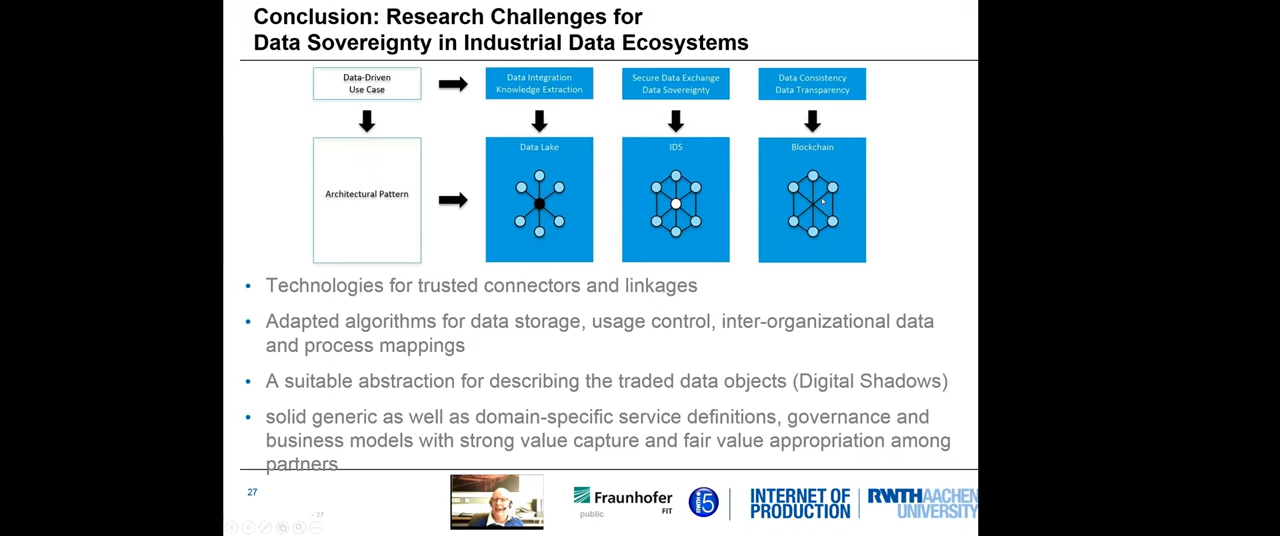 Conclusion: Research Challenges for
Data Sovereignty in Industrial Data Ecosystems
Data-Driven
Use Case
Data Integration
Knowledge Extraction
Secure Data Exchange
Data Sovereignty
Data Consistency
Data Transparency
Architectural Pattern
Data Lake
IDS
Blockchain
• Technologies for trusted connectors and linkages
• Adapted algorithms for data storage, usage control, inter-organizational data
and process mappings
• A suitable abstraction for describing the traded data objects (Digital Shadows)
• solid generic as well as domain-specific service definitions, governance and
business models with strong value capture and fair value appropriation among
partners
27
- 27
Fraunhofer
FIT
public
INTERNET OF
PRODUCTION
RWTH AACHEN
UNIVERSITY